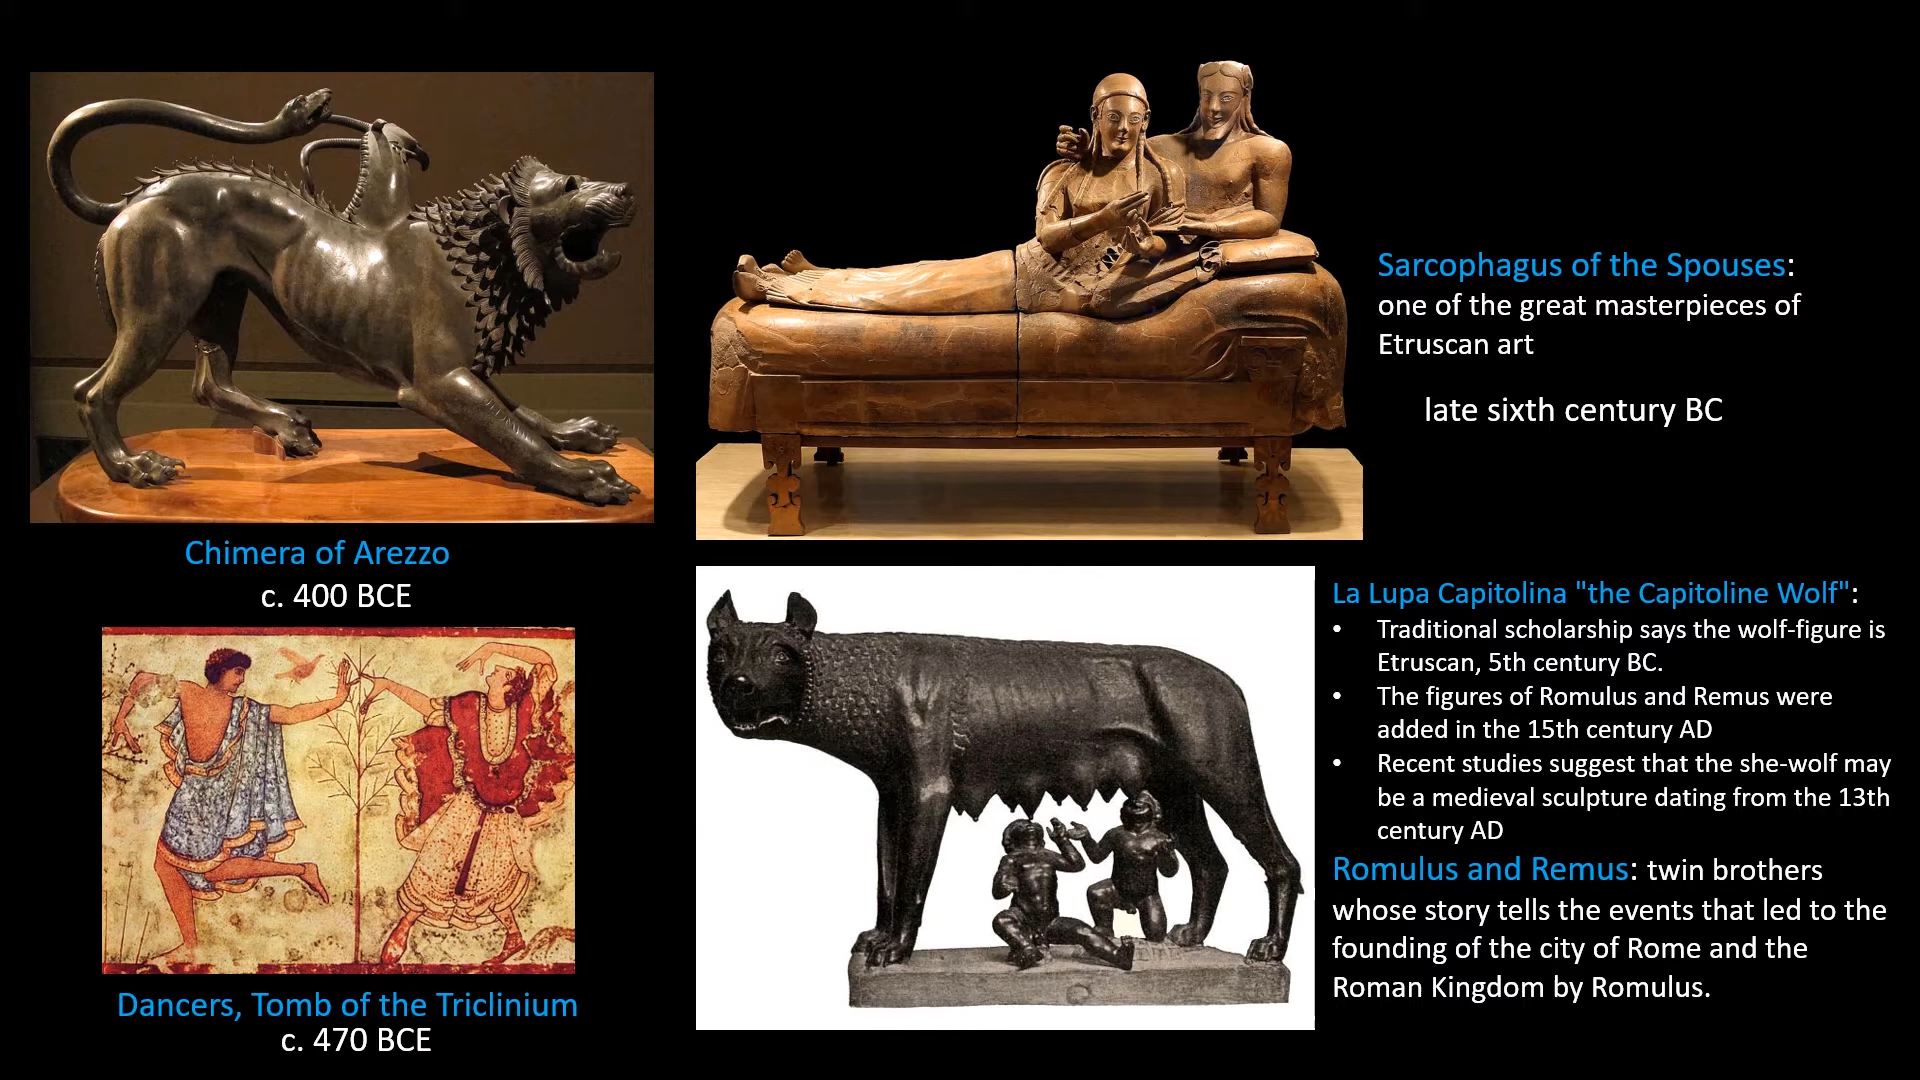 Chimera of Arezzo
c. 400 BCE
Dancers, Tomb of the Triclinium
c. 470 BCE
Sarcophagus of the Spouses:
one of the great masterpieces of
Etruscan art
late sixth century BC
La Lupa Capitolina "the Capitoline Wolf":
• Traditional scholarship says the wolf-figure is
Etruscan, 5th century BC.
• The figures of Romulus and Remus were
added in the 15th century AD
• Recent studies suggest that the she-wolf may
be a medieval sculpture dating from the 13th
century AD
Romulus and Remus: twin brothers
whose story tells the events that led to the
founding of the city of Rome and the
Roman Kingdom by Romulus.